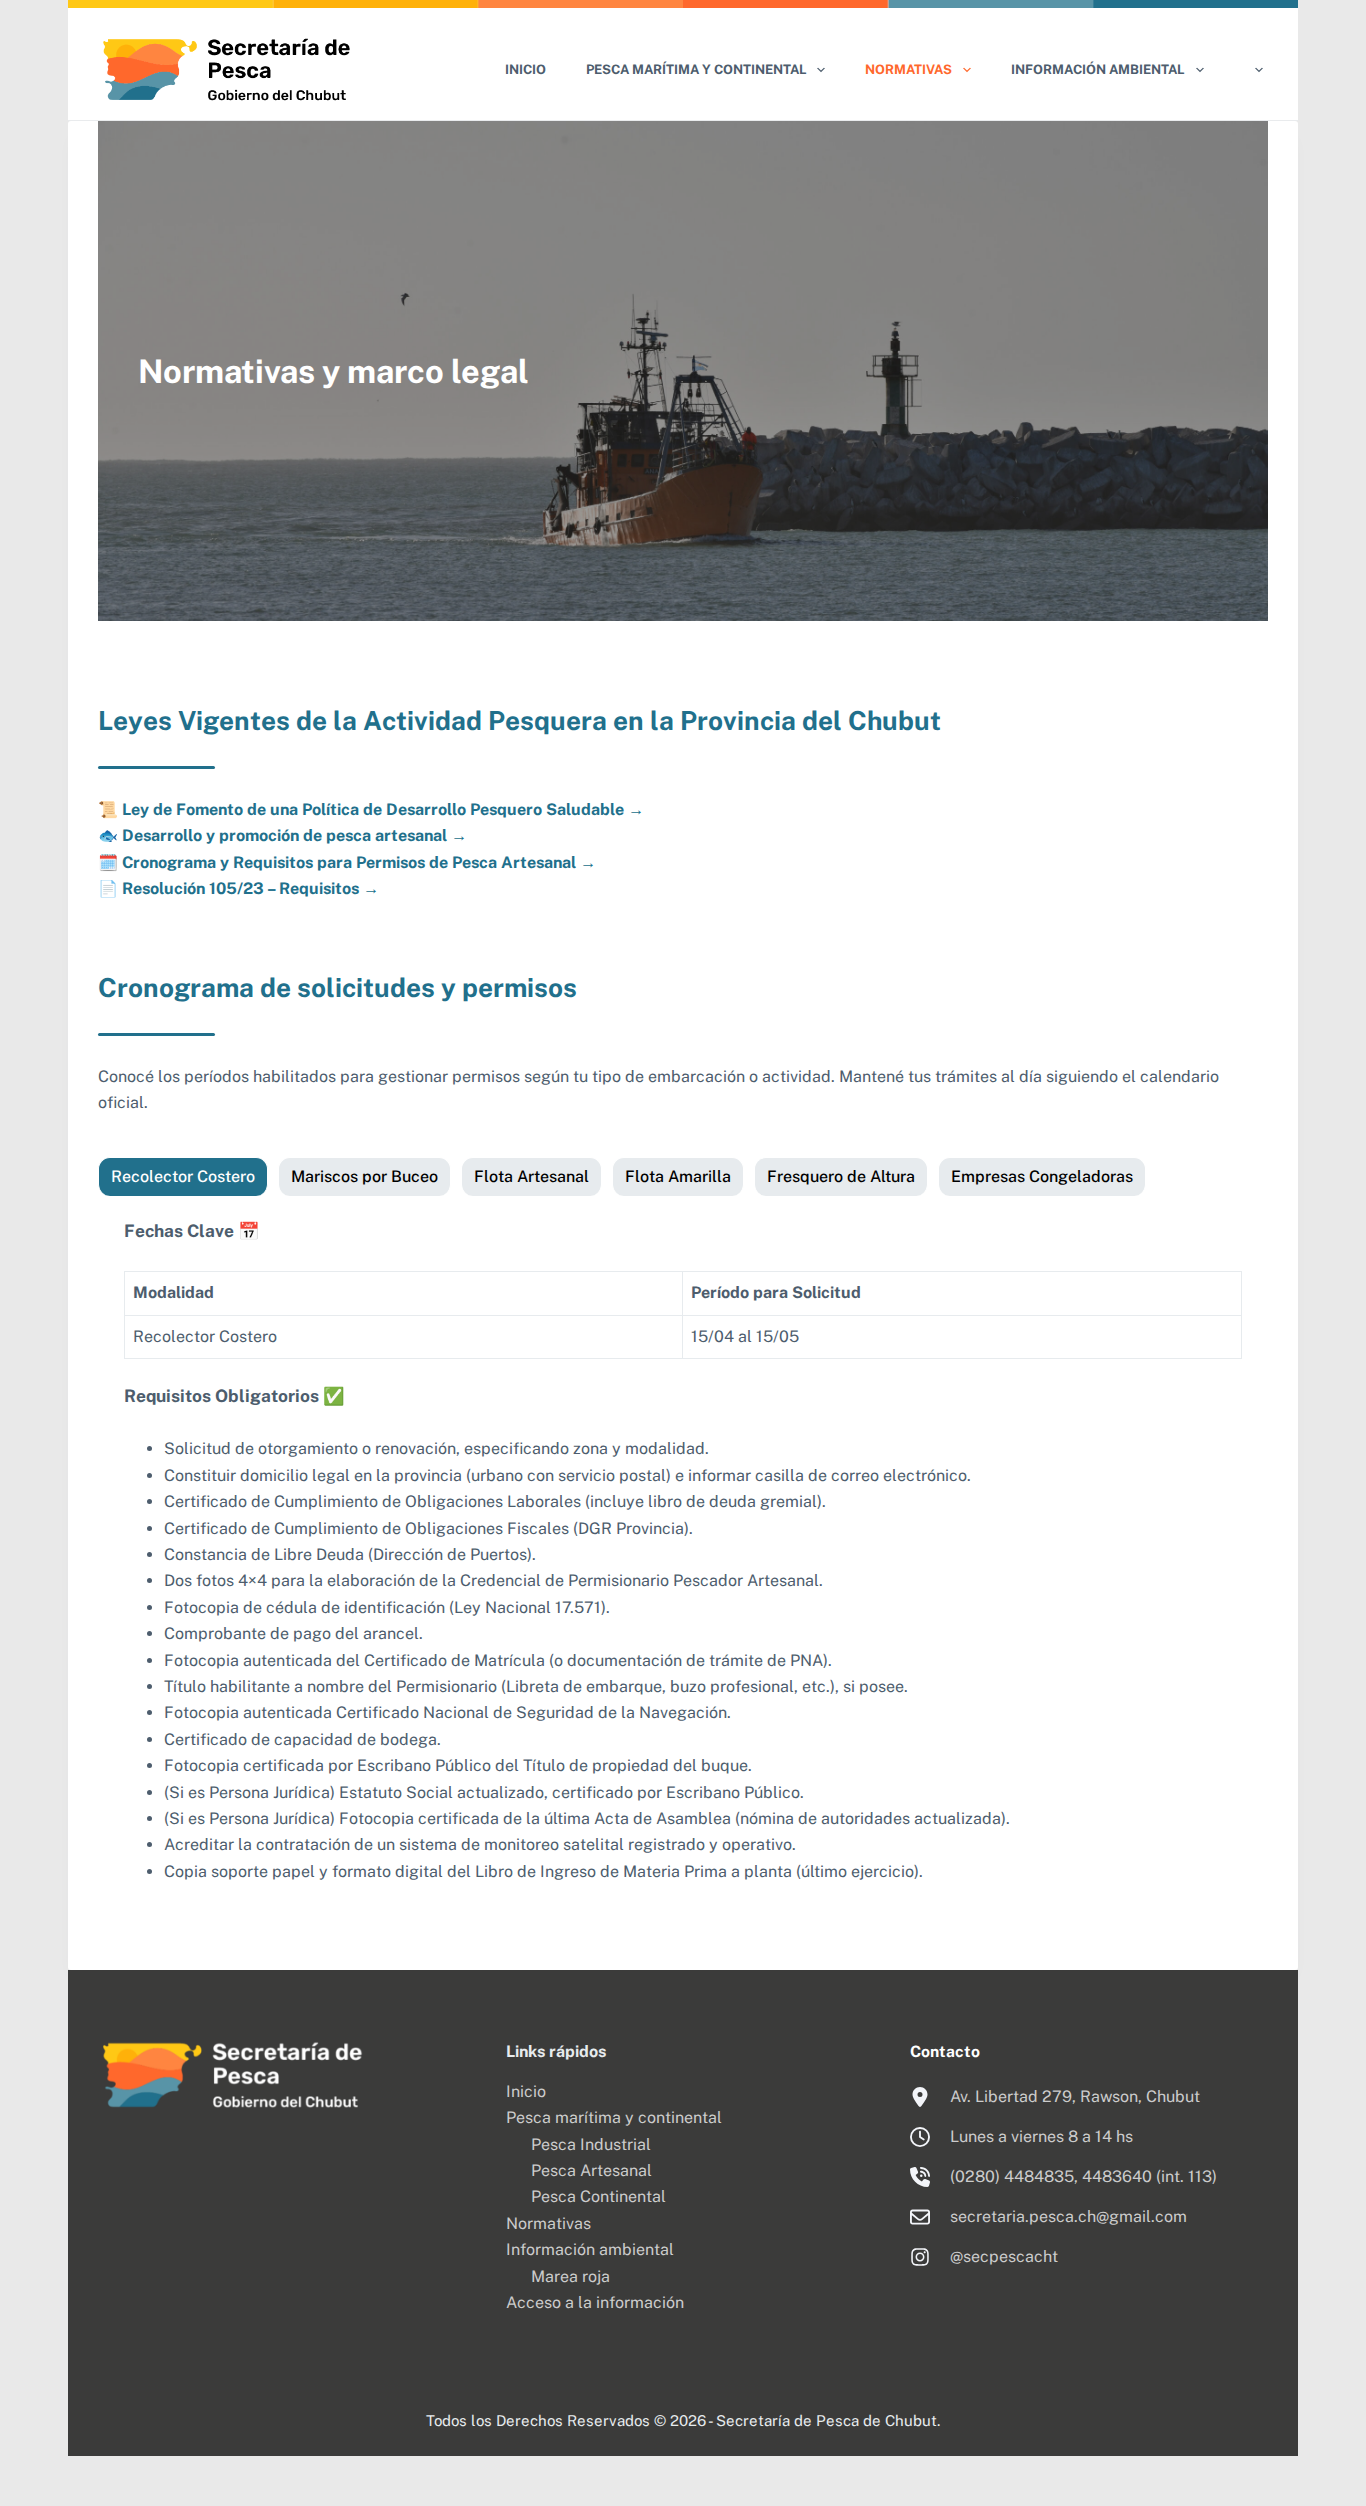 Secretaría de
Pesca
Gobierno del Chubut
INICIO
PESCA MARÍTIMA Y CONTINENTAL
NORMATIVAS
INFORMACIÓN AMBIENTAL
Normativas y marco legal
Leyes Vigentes de la Actividad Pesquera en la Provincia del Chubut
📜 Ley de Fomento de una Política de Desarrollo Pesquero Saludable →
🐟 Desarrollo y promoción de pesca artesanal →
🗓️ Cronograma y Requisitos para Permisos de Pesca Artesanal →
📄 Resolución 105/23 – Requisitos →
Cronograma de solicitudes y permisos
Conocé los períodos habilitados para gestionar permisos según tu tipo de embarcación o actividad. Mantené tus trámites al día siguiendo el calendario
oficial.
Recolector Costero
Mariscos por Buceo
Flota Artesanal
Flota Amarilla
Fresquero de Altura
Empresas Congeladoras
Fechas Clave 📅
Modalidad
Período para Solicitud
Recolector Costero
15/04 al 15/05
Requisitos Obligatorios ✅
• Solicitud de otorgamiento o renovación, especificando zona y modalidad.
• Constituir domicilio legal en la provincia (urbano con servicio postal) e informar casilla de correo electrónico.
• Certificado de Cumplimiento de Obligaciones Laborales (incluye libro de deuda gremial).
• Certificado de Cumplimiento de Obligaciones Fiscales (DGR Provincia).
• Constancia de Libre Deuda (Dirección de Puertos).
• Dos fotos 4×4 para la elaboración de la Credencial de Permisionario Pescador Artesanal.
• Fotocopia de cédula de identificación (Ley Nacional 17.571).
• Comprobante de pago del arancel.
• Fotocopia autenticada del Certificado de Matrícula (o documentación de trámite de PNA).
• Título habilitante a nombre del Permisionario (Libreta de embarque, buzo profesional, etc.), si posee.
• Fotocopia autenticada Certificado Nacional de Seguridad de la Navegación.
• Certificado de capacidad de bodega.
• Fotocopia certificada por Escribano Público del Título de propiedad del buque.
• (Si es Persona Jurídica) Estatuto Social actualizado, certificado por Escribano Público.
• (Si es Persona Jurídica) Fotocopia certificada de la última Acta de Asamblea (nómina de autoridades actualizada).
• Acreditar la contratación de un sistema de monitoreo satelital registrado y operativo.
• Copia soporte papel y formato digital del Libro de Ingreso de Materia Prima a planta (último ejercicio).
Secretaría de
Pesca
Gobierno del Chubut
Links rápidos
Inicio
Pesca marítima y continental
Pesca Industrial
Pesca Artesanal
Pesca Continental
Normativas
Información ambiental
Marea roja
Acceso a la información
Contacto
Av. Libertad 279, Rawson, Chubut
Lunes a viernes 8 a 14 hs
(0280) 4484835, 4483640 (int. 113)
secretaria.pesca.ch@gmail.com
@secpescacht
Todos los Derechos Reservados © 2026 - Secretaría de Pesca de Chubut.